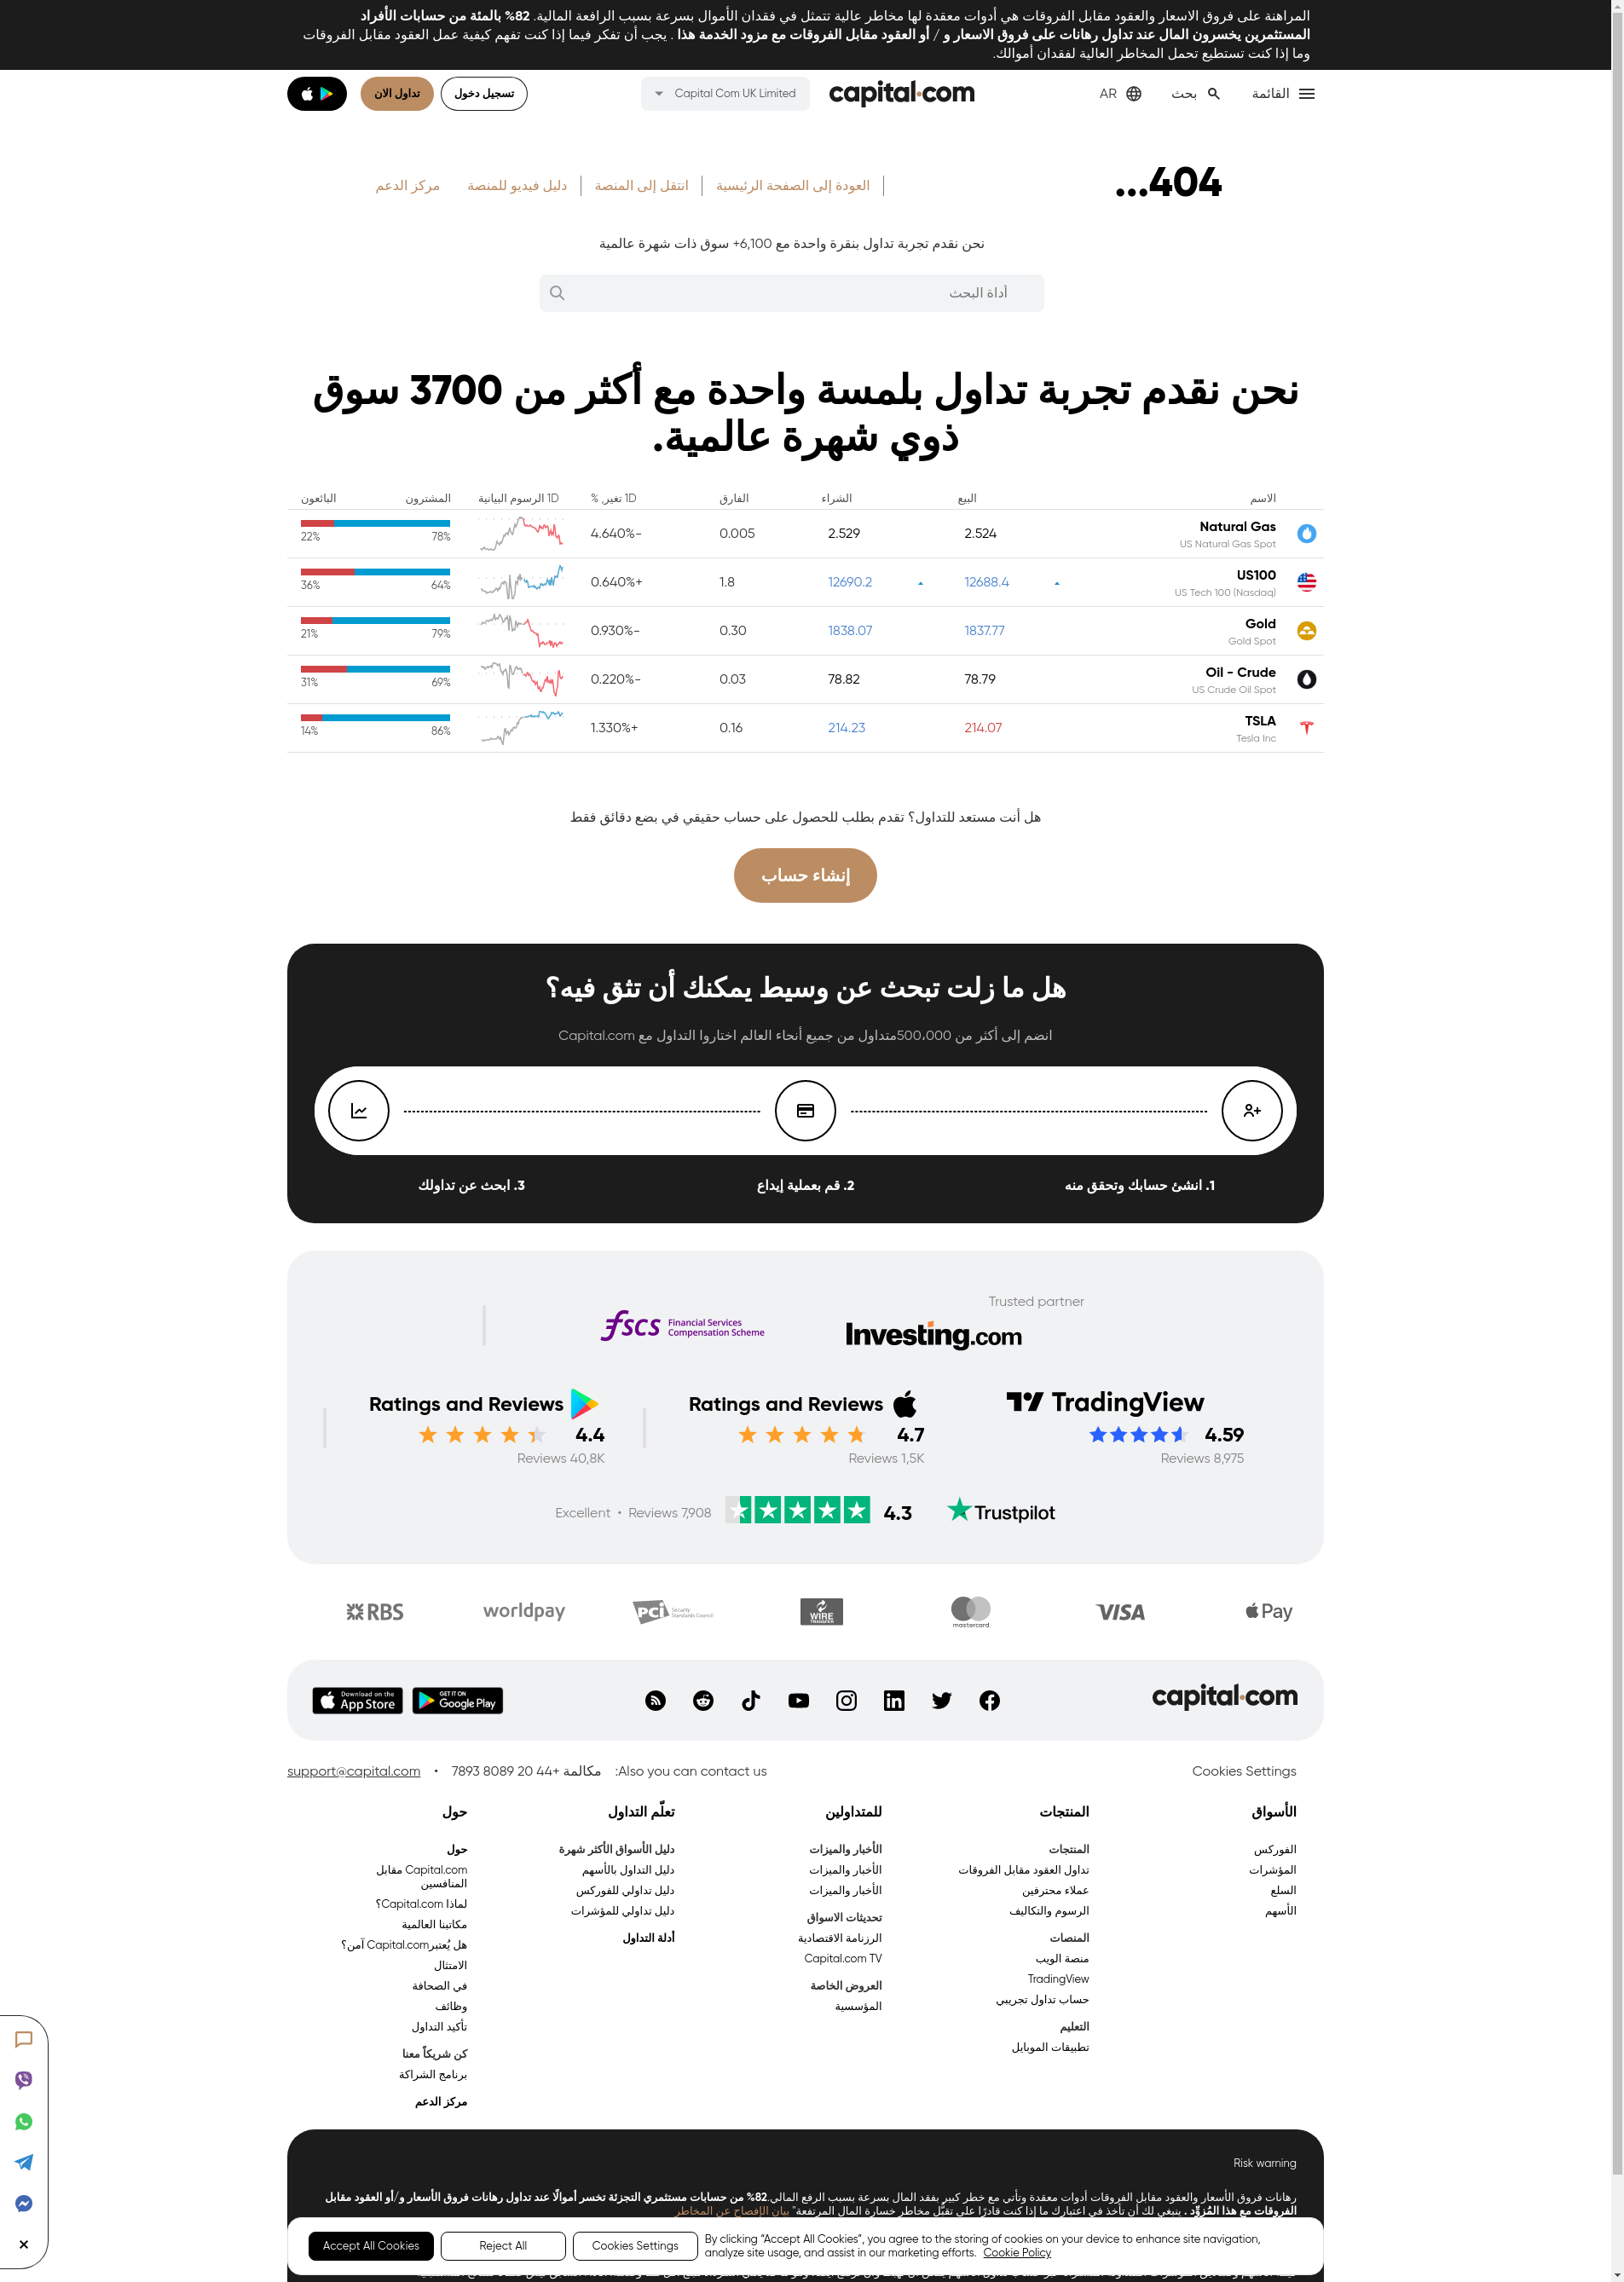 المراهنة على فروق الاسعار والعقود مقابل الفروقات هي أدوات معقدة لها مخاطر عالية تتمثل في فقدان الأموال بسرعة بسبب الرافعة المالية. 82% بالمئة من حسابات الأفراد
المستثمرين يخسرون المال عند تداول رهنات على فروق الاسعار و / أو العقود مقابل الفروقات مع مزود الخدمة هذا . يجب أن تفكر فيما إذا كنت تفهم كيفية عمل العقود مقابل الفروقات
وما إذا كنت تستطيع تحمل المخاطر العالية لفقدان أموالك.
القائمة بحث AR capital.com Capital Com UK Limited تسجيل دخول تداول الان
404...
العودة إلى الصفحة الرئيسية انتقل إلى المنصة دليل فيديو للمنصة مركز الدعم
نحن نقدم تجربة تداول بنقرة واحدة مع 6,100+ سوق ذات شهرة عالمية
أداة البحث
نحن نقدم تجربة تداول بلمسة واحدة مع أكثر من 3700 سوق
ذوي شهرة عالمية.
الاسم البيع الشراء الفارق 1D تغير, % 1D الرسوم البيانية المشترون البائعون
Natural Gas 2.524 2.529 0.005 4.640%- 78% 22%
US Natural Gas Spot
US100 12688.4 12690.2 1.8 0.640%+ 64% 36%
US Tech 100 (Nasdaq)
Gold 1837.77 1838.07 0.30 0.930%- 79% 21%
Gold Spot
Oil - Crude 78.79 78.82 0.03 0.220%- 69% 31%
US Crude Oil Spot
TSLA 214.07 214.23 0.16 1.330%+ 86% 14%
Tesla Inc
هل أنت مستعد للتداول؟ تقدم بطلب للحصول على حساب حقيقي في بضع دقائق فقط
إنشاء حساب
هل ما زلت تبحث عن وسيط يمكنك أن تثق فيه؟
انضم إلى أكثر من 500،000متداول من جميع أنحاء العالم اختاروا التداول مع Capital.com
1. انشئ حسابك وتحقق منه 2. قم بعملية إيداع 3. ابحث عن تداولك
Trusted partner
Investing.com
fscs Financial Services Compensation Scheme
TradingView
4.59
Reviews 8,975
Ratings and Reviews
4.7
Reviews 1,5K
Ratings and Reviews
4.4
Reviews 40,8K
Trustpilot 4.3 Excellent • Reviews 7,908
Pay VISA mastercard WIRE TRANSFER PCI Security Standards Council worldpay RBS
capital.com
GET IT ON Google Play
Download on the App Store
Cookies Settings
Also you can contact us: مكالمة +44 20 8089 7893 • support@capital.com
الأسواق
الفوركس
المؤشرات
السلع
الأسهم
المنتجات
المنتجات
تداول العقود مقابل الفروقات
عملاء محترفين
الرسوم والتكاليف
المنصات
منصة الويب
TradingView
حساب تداول تجريبي
التعليم
تطبيقات الموبايل
للمتداولين
الأخبار والميزات
الأخبار والميزات
الأخبار والميزات
تحديثات الاسواق
الرزنامة الاقتصادية
Capital.com TV
العروض الخاصة
المؤسسية
تعلّم التداول
دليل الأسواق الأكثر شهرة
دليل التداول بالأسهم
دليل تداولي للفوركس
دليل تداولي للمؤشرات
أدلة التداول
حول
حول
Capital.com مقابل
المنافسين
لماذا Capital.com؟
مكاتبنا العالمية
هل يُعتبرCapital.com آمن؟
الامتثال
في الصحافة
وظائف
تأكيد التداول
كن شريكاً معنا
برنامج الشراكة
مركز الدعم
Risk warning
رهانات فروق الأسعار والعقود مقابل الفروقات أدوات معقدة وتأتي مع خطر كبير بفقد المال بسرعة بسبب الرفع المالي.82% من حسابات مستثمري التجزئة تخسر أموالًا عند تداول رهانات فروق الأسعار و/أو العقود مقابل
الفروقات مع هذا المُزوِّد . ينبغي لك أن تأخذ في اعتبارك ما إذا كنت قادرًا على تقبُّل مخاطر خسارة المال المرتفعة" بيان الإفصاح عن المخاطر
By clicking “Accept All Cookies”, you agree to the storing of cookies on your device to enhance site navigation,
analyze site usage, and assist in our marketing efforts. Cookie Policy
Cookies Settings
Reject All
Accept All Cookies